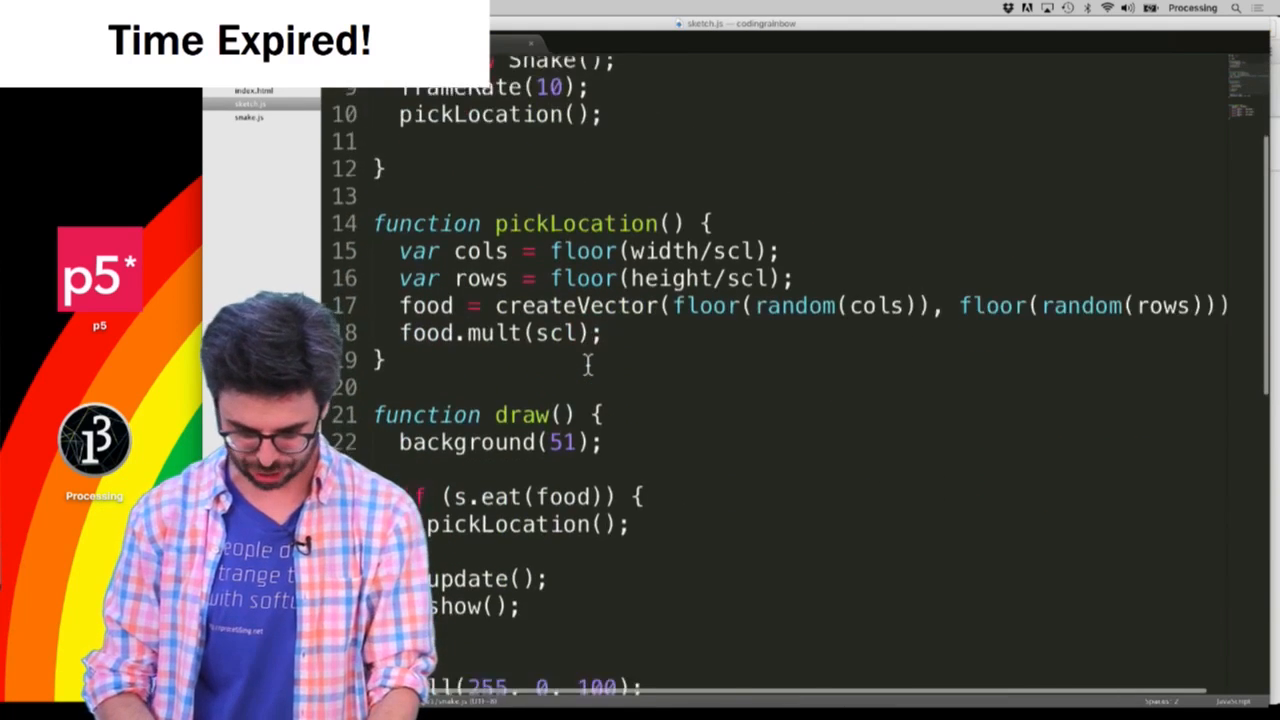 Time Expired!
Processing
sketch.js — codingrainbow
index.html
sketch.js
snake.js
Snake();
9 frameRate(10);
10 pickLocation();
11
12 }
13
14 function pickLocation() {
15 var cols = floor(width/scl);
16 var rows = floor(height/scl);
17 food = createVector(floor(random(cols)), floor(random(rows)))
18 food.mult(scl);
19 }
20
21 function draw() {
22 background(51);
if (s.eat(food)) {
pickLocation();
update();
show();
ll(255, 0, 100);
p5*
p5
Processing
people
strange
with
Spaces: 2
JavaScript